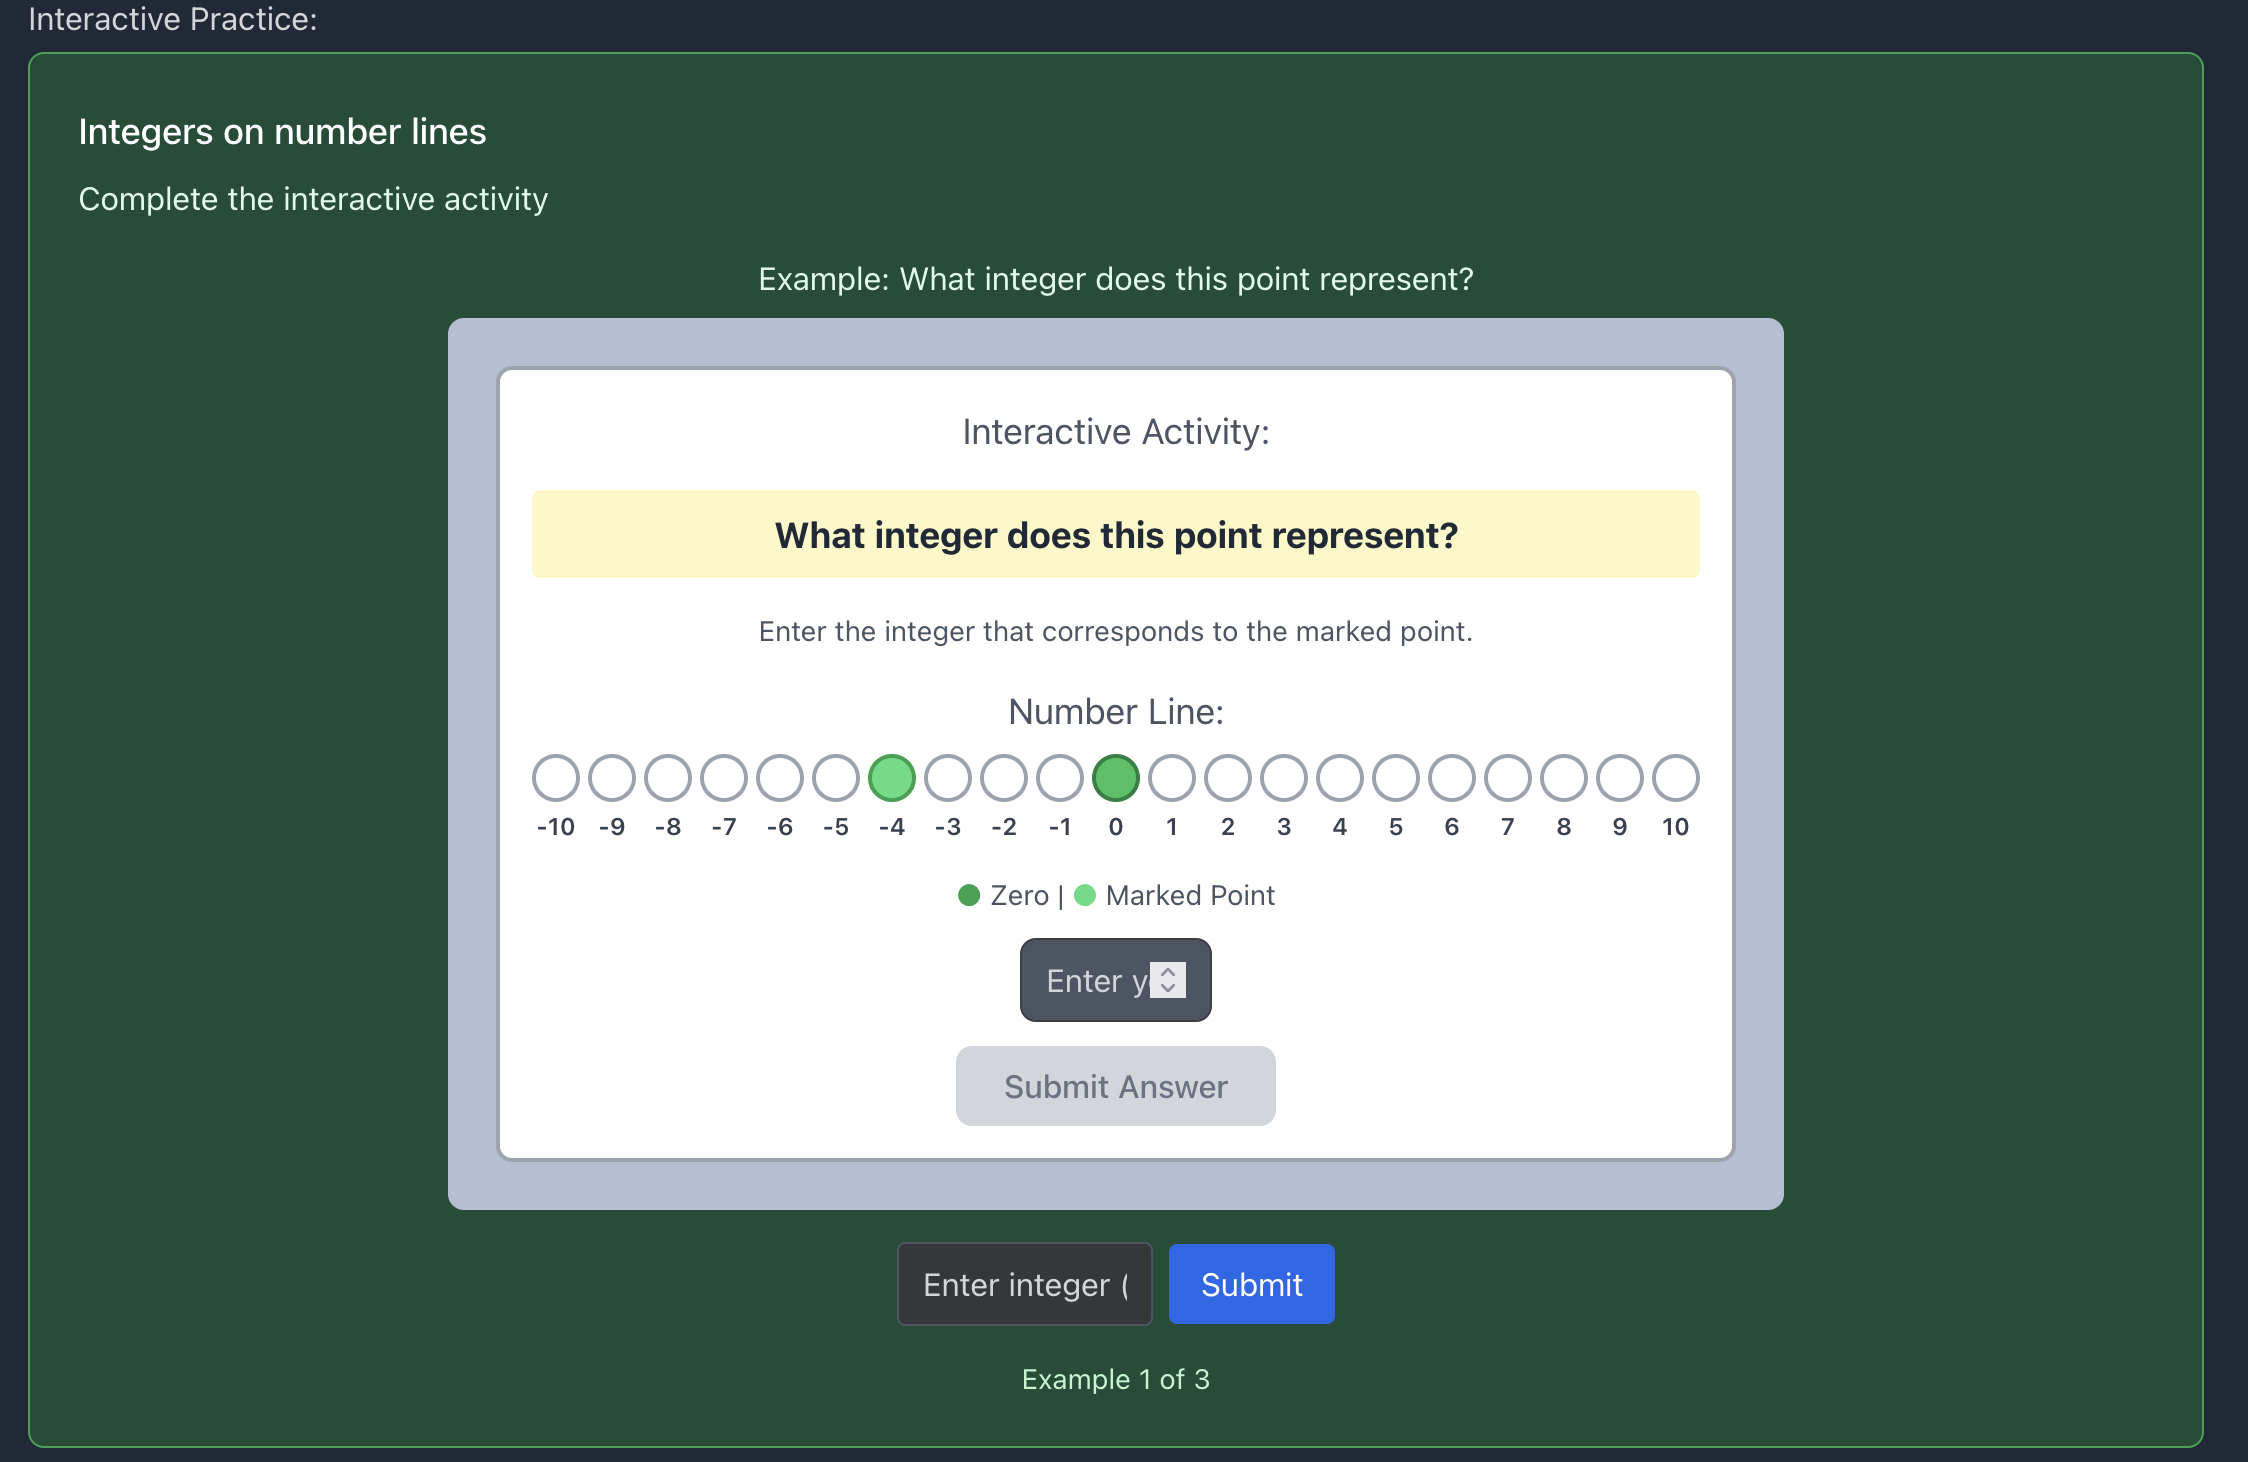 Interactive Practice:
Integers on number lines
Complete the interactive activity
Example: What integer does this point represent?
Interactive Activity:
What integer does this point represent?
Enter the integer that corresponds to the marked point.
Number Line:
-10 -9 -8 -7 -6 -5 -4 -3 -2 -1 0 1 2 3 4 5 6 7 8 9 10
Zero | Marked Point
Enter y
Submit Answer
Enter integer ( Submit
Example 1 of 3